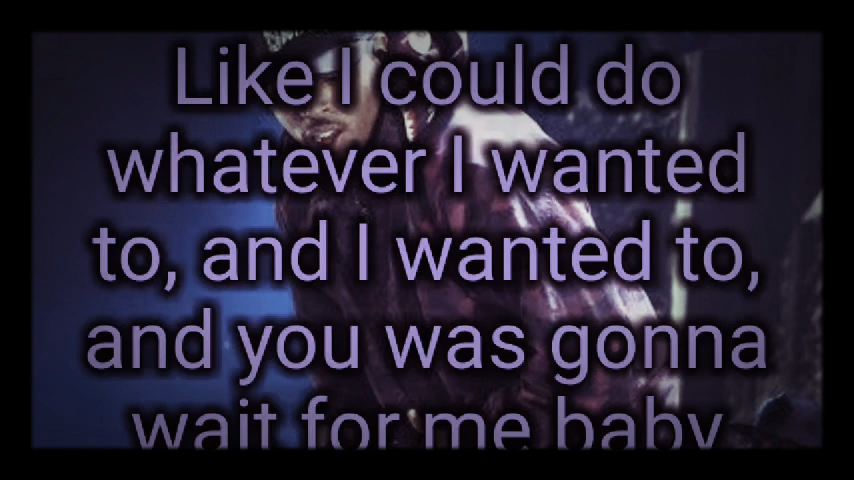 Like I could do
whatever I wanted
to, and I wanted to,
and you was gonna
wait for me baby